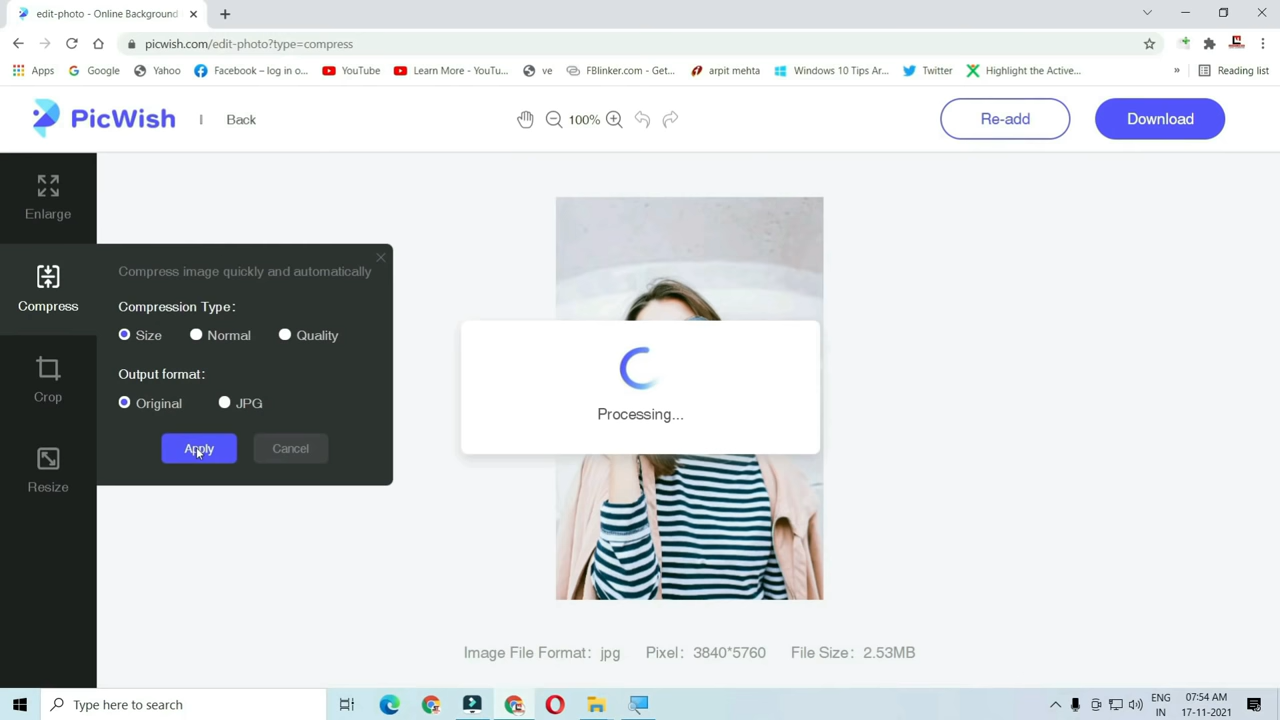 edit-photo - Online Background
picwish.com/edit-photo?type=compress
Apps Google Yahoo Facebook – log in o... YouTube Learn More - YouTu... ve FBlinker.com - Get... arpit mehta Windows 10 Tips Ar... Twitter Highlight the Active... » Reading list
PicWish | Back 100% Re-add Download
Enlarge
Compress
Crop
Resize
Compress image quickly and automatically
Compression Type:
Size Normal Quality
Output format:
Original JPG
Apply Cancel
Processing...
Image File Format: jpg Pixel: 3840*5760 File Size: 2.53MB
Type here to search
ENG
IN
07:54 AM
17-11-2021